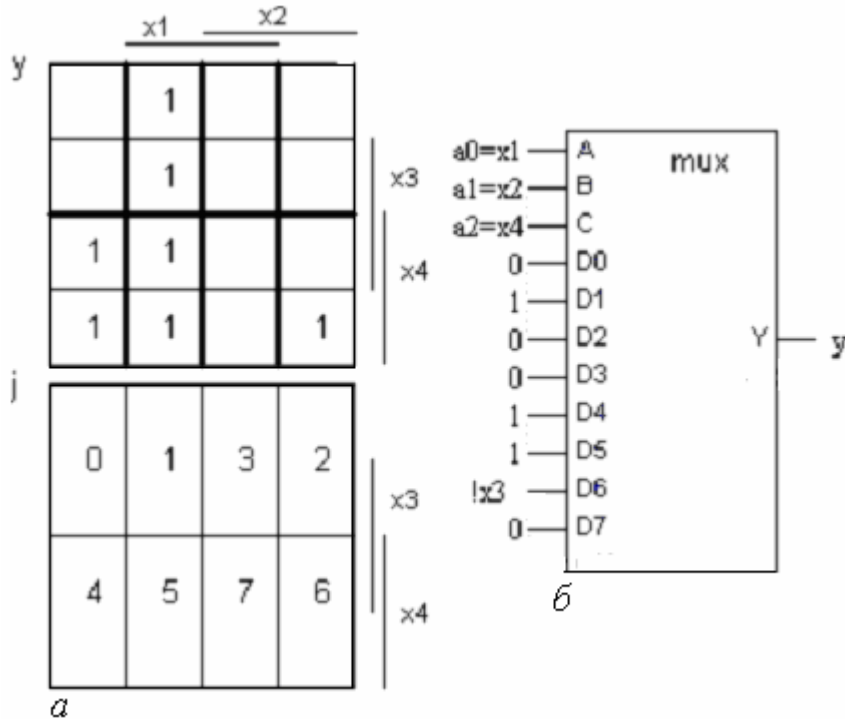 x1 x2
y
1
1
x3
1 1
x4
1 1 1
j
0 1 3 2
x3
4 5 7 6
x4
а
mux
a0=x1 A
a1=x2 B
a2=x4 C
0 D0
1 D1
0 D2
Y y
0 D3
1 D4
1 D5
!x3 D6
0 D7
б